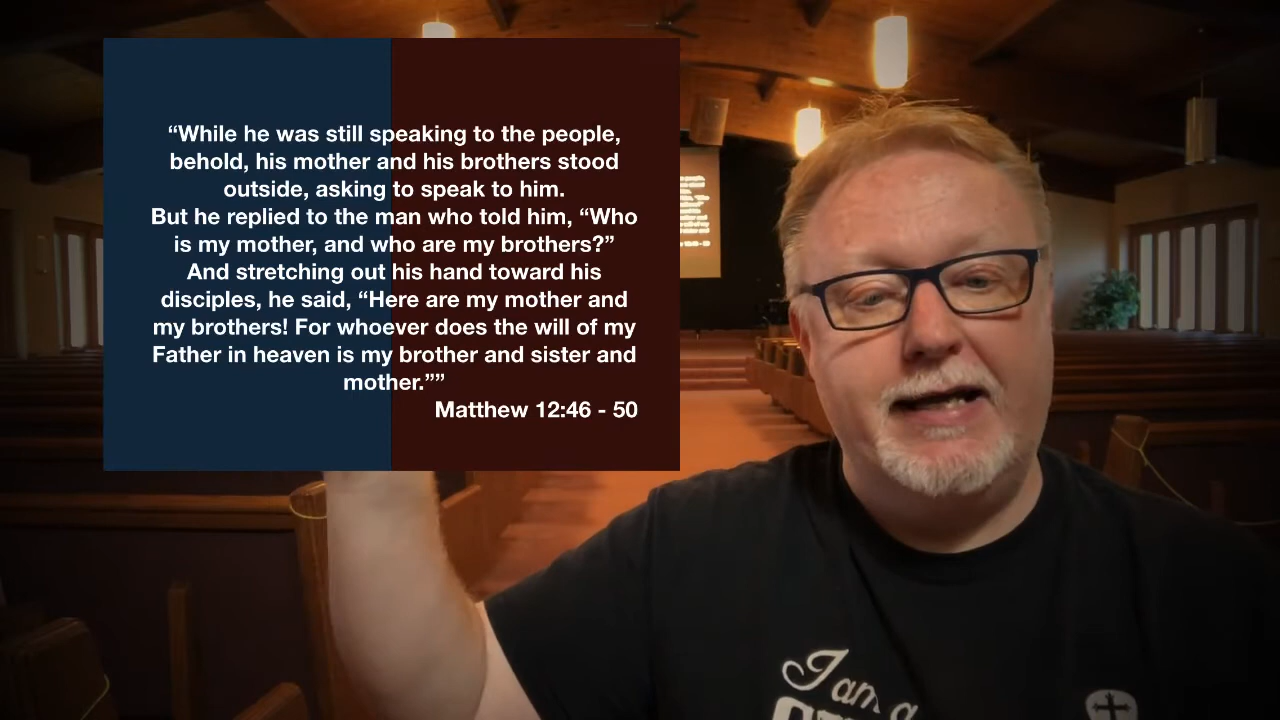 “While he was still speaking to the people,
behold, his mother and his brothers stood
outside, asking to speak to him.
But he replied to the man who told him, “Who
is my mother, and who are my brothers?”
And stretching out his hand toward his
disciples, he said, “Here are my mother and
my brothers! For whoever does the will of my
Father in heaven is my brother and sister and
mother.””
Matthew 12:46 - 50
I am a